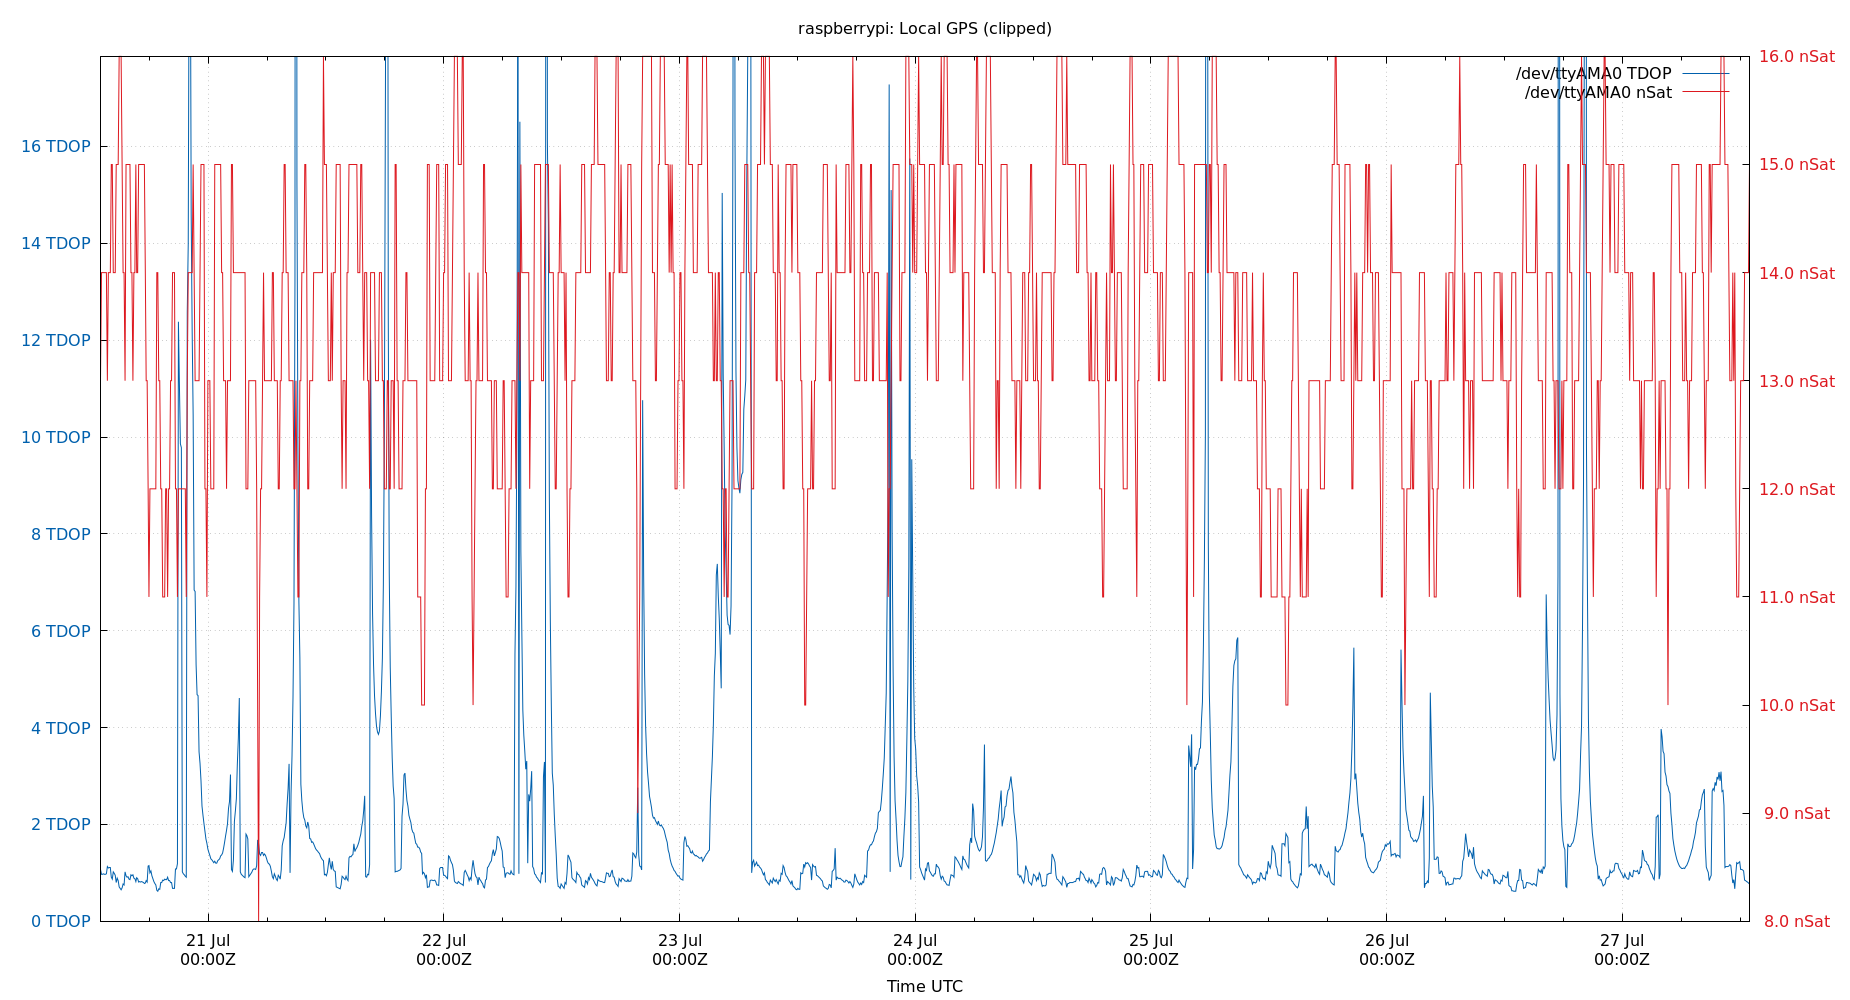 raspberrypi: Local GPS (clipped)
/dev/ttyAMA0 TDOP
/dev/ttyAMA0 nSat
16 TDOP
14 TDOP
12 TDOP
10 TDOP
8 TDOP
6 TDOP
4 TDOP
2 TDOP
0 TDOP
16.0 nSat
15.0 nSat
14.0 nSat
13.0 nSat
12.0 nSat
11.0 nSat
10.0 nSat
9.0 nSat
8.0 nSat
21 Jul
00:00Z
22 Jul
00:00Z
23 Jul
00:00Z
24 Jul
00:00Z
25 Jul
00:00Z
26 Jul
00:00Z
27 Jul
00:00Z
Time UTC